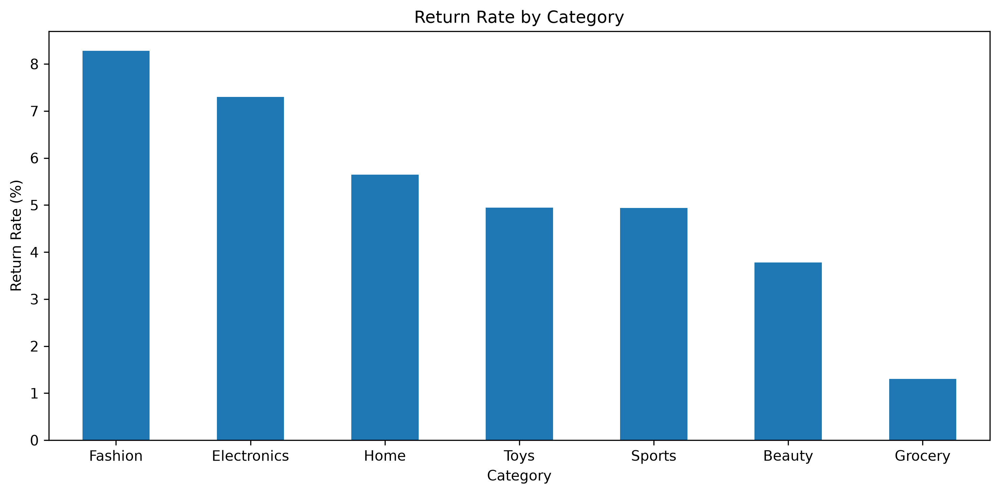 Return Rate by Category
Return Rate (%)
8
7
6
5
4
3
2
1
0
Fashion Electronics Home Toys Sports Beauty Grocery
Category